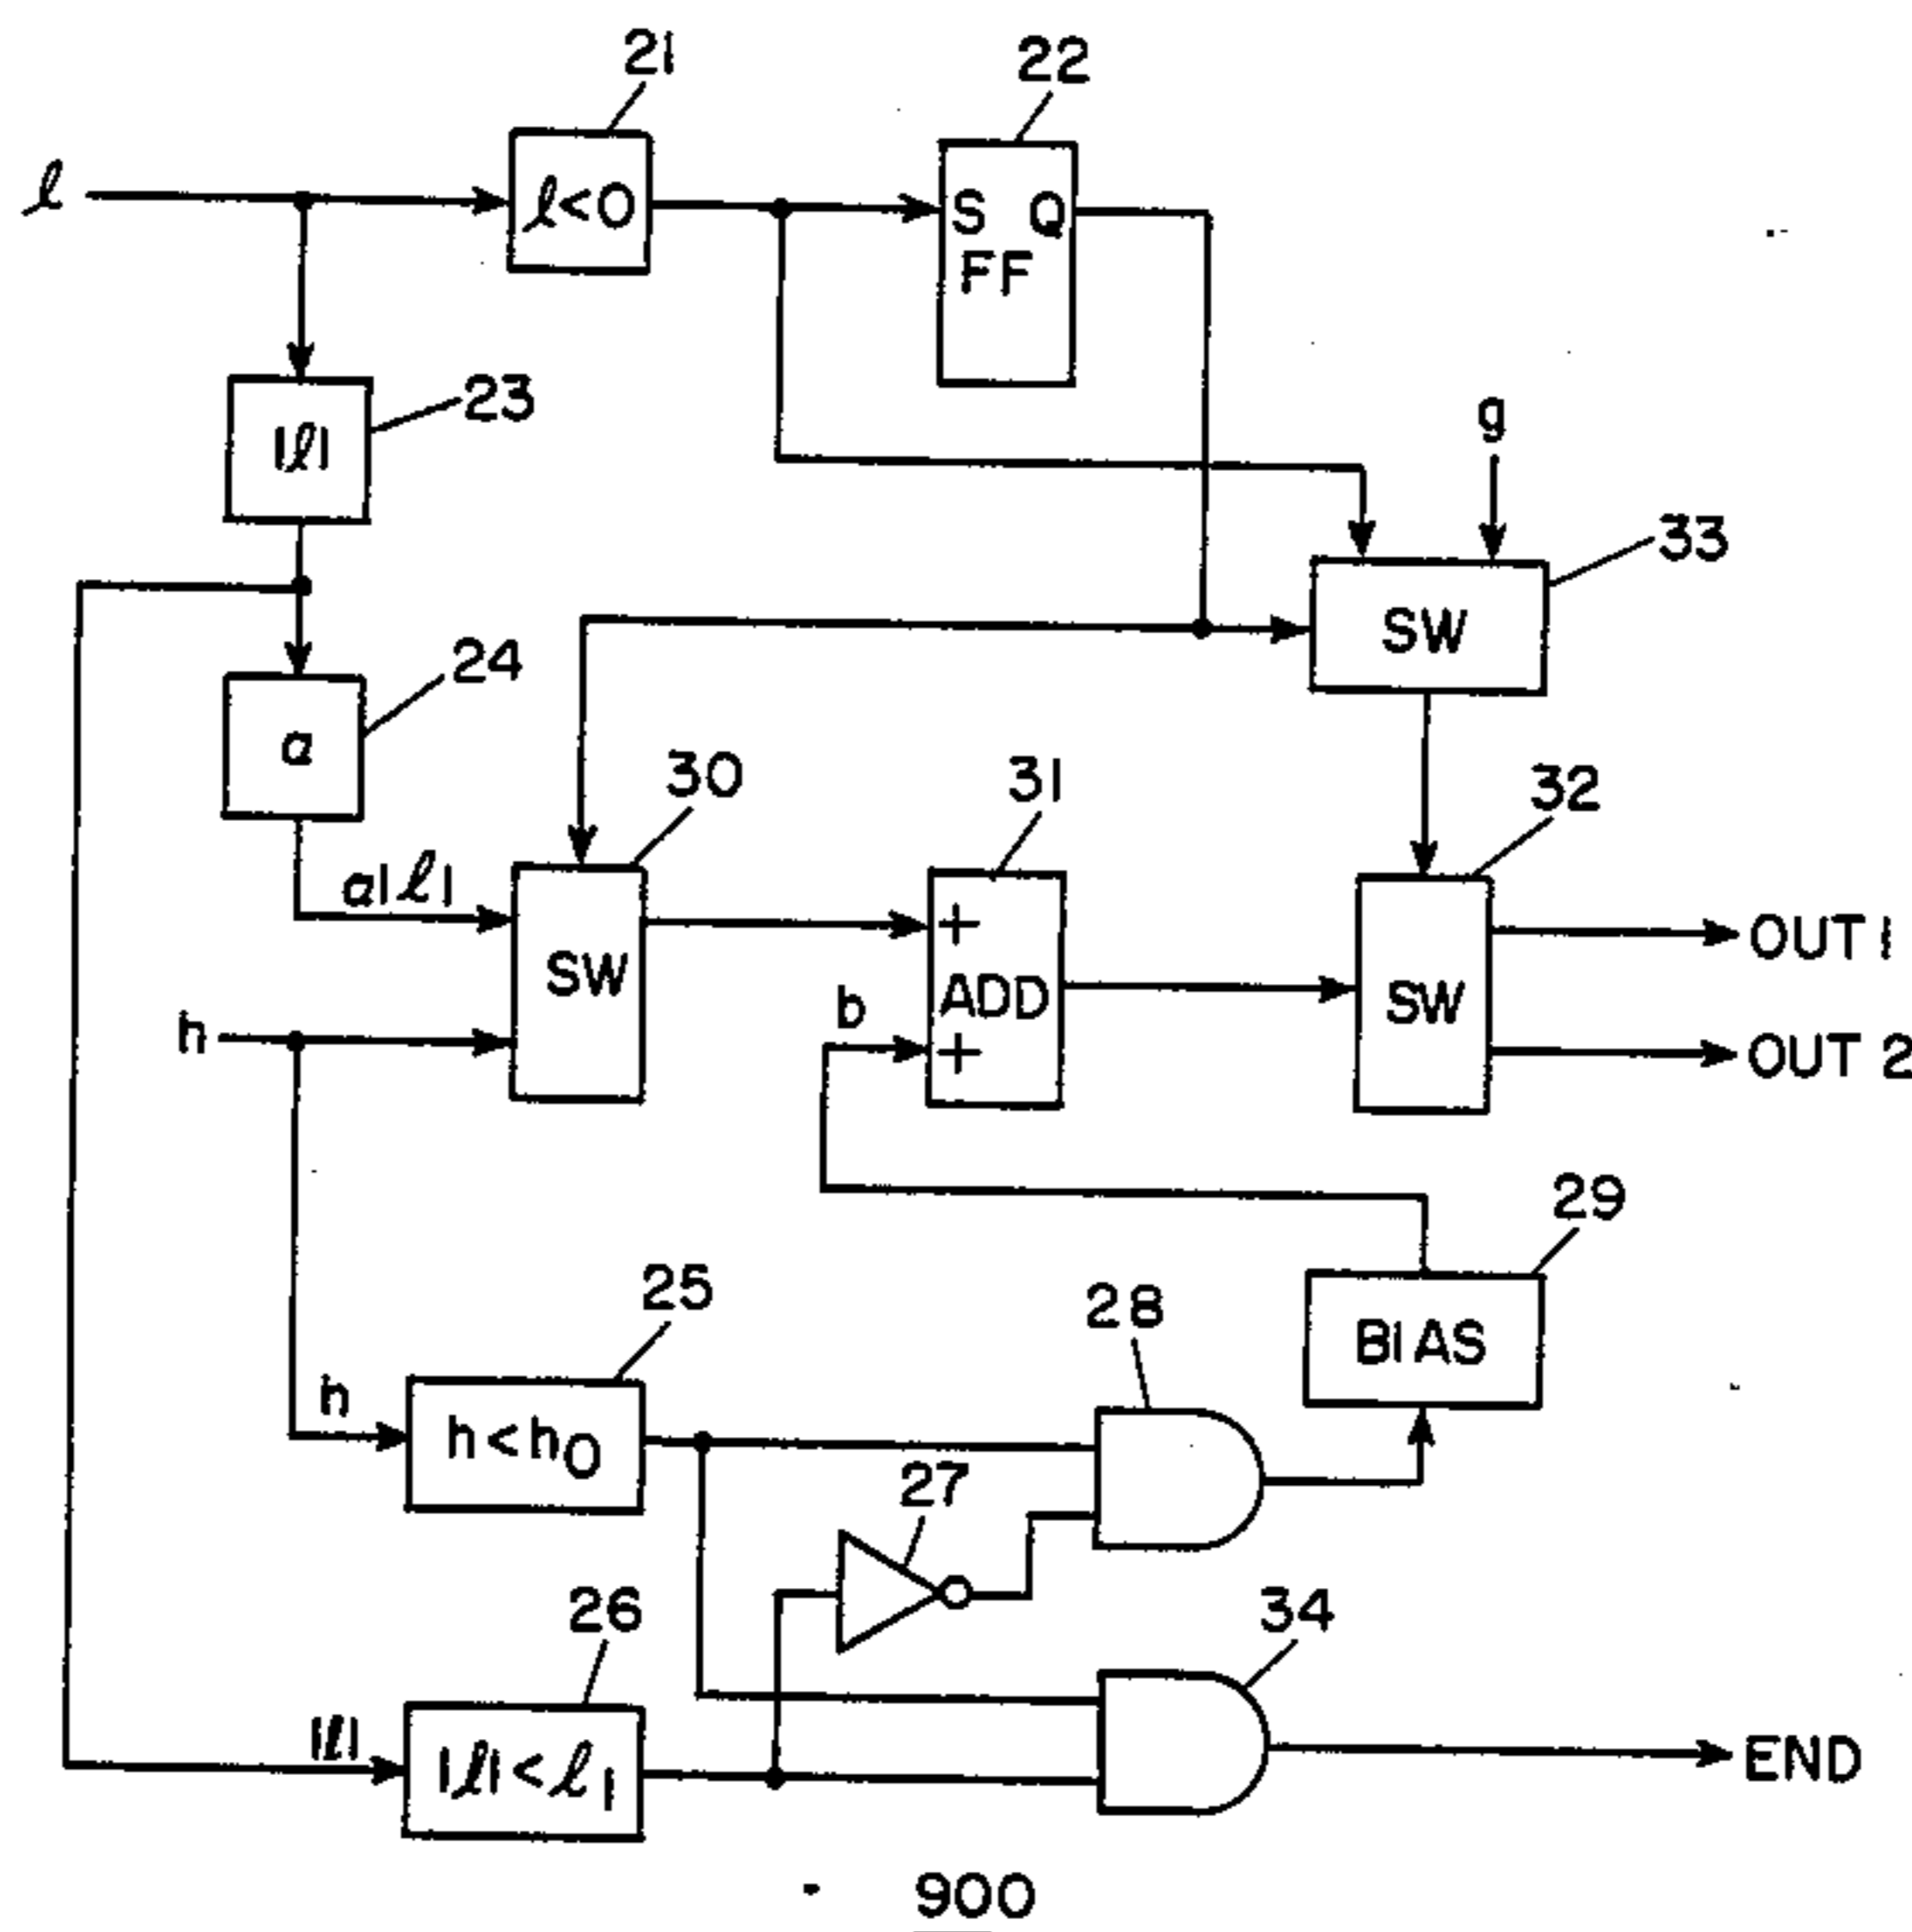 21
22
ℓ
ℓ<0
S Q
FF
23
|ℓ|
g
33
SW
24
a
30
31
32
a|ℓ|
+
OUT 1
SW
b
ADD
SW
h
+
OUT 2
29
25
28
BIAS
h
h<h0
27
26
34
|ℓ|
|ℓ|<ℓ1
END
900